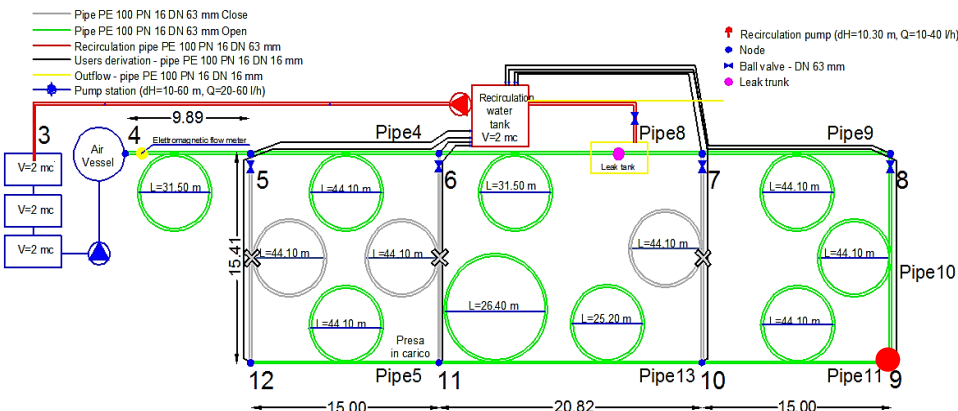 Pipe PE 100 PN 16 DN 63 mm Close
Pipe PE 100 PN 16 DN 63 mm Open
Recirculation pipe PE 100 PN 16 DN 63 mm
Users derivation - pipe PE 100 PN 16 DN 16 mm
Outflow - pipe PE 100 PN 16 DN 16 mm
Pump station (dH=10-60 m, Q=20-60 l/h)
Recirculation pump (dH=10.30 m, Q=10-40 l/h)
Node
Ball valve - DN 63 mm
Leak trunk
9.89
3
4
Elettromagnetic flow meter
Pipe4
Recirculation
water
tank
V=2 mc
Pipe8
Pipe9
Air
Vessel
V=2 mc
V=2 mc
V=2 mc
Leak tank
5
6
7
8
L=31.50 m
L=44.10 m
L=31.50 m
L=44.10 m
15.41
L=44.10 m
L=44.10 m
L=44.10 m
L=44.10 m
Pipe10
L=26.40 m
L=44.10 m
L=25.20 m
L=44.10 m
Presa
in carico
12
Pipe5
11
Pipe13
10
Pipe11
9
15.00
20.82
15.00